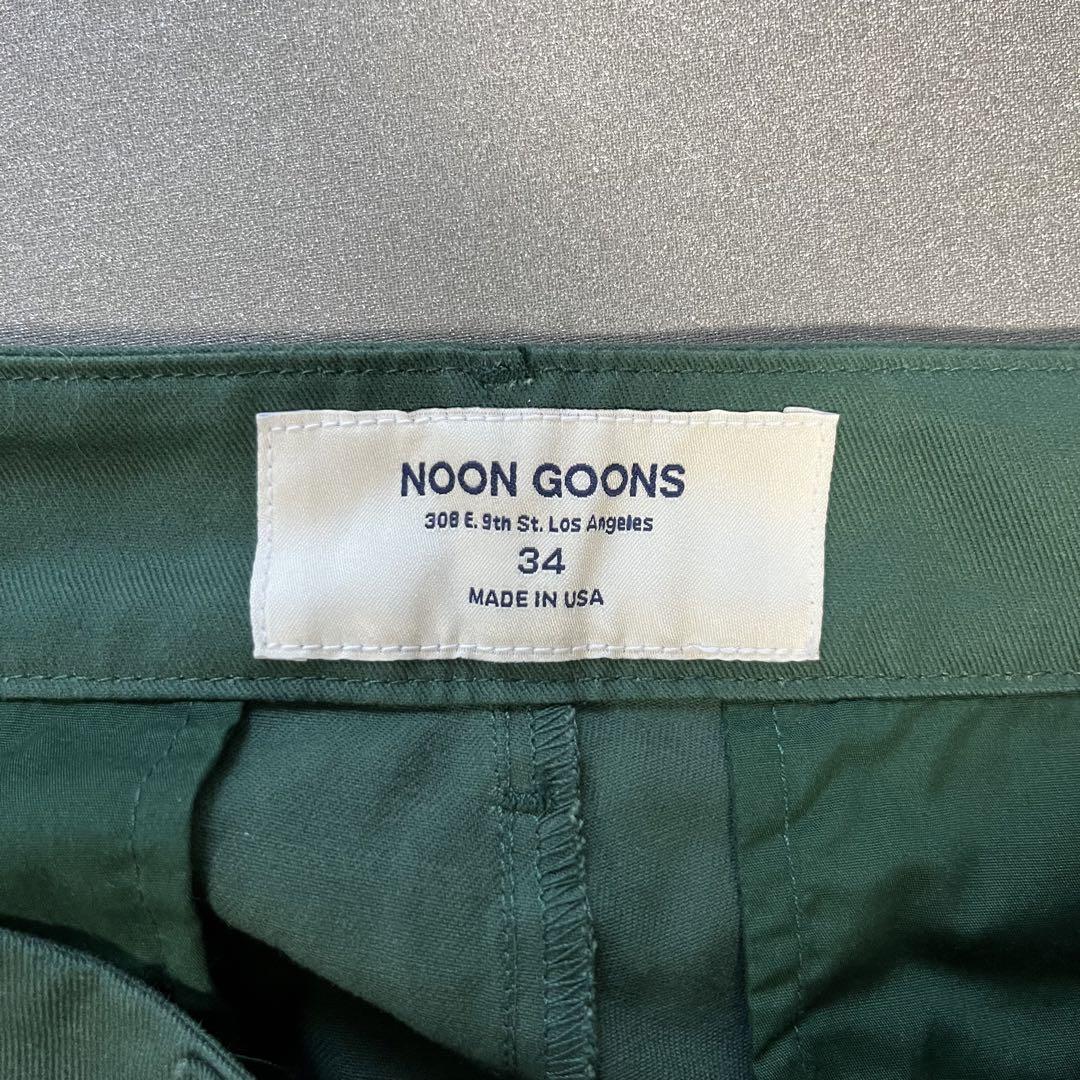 NOON GOONS
308 E. 9th St. Los Angeles
34
MADE IN USA